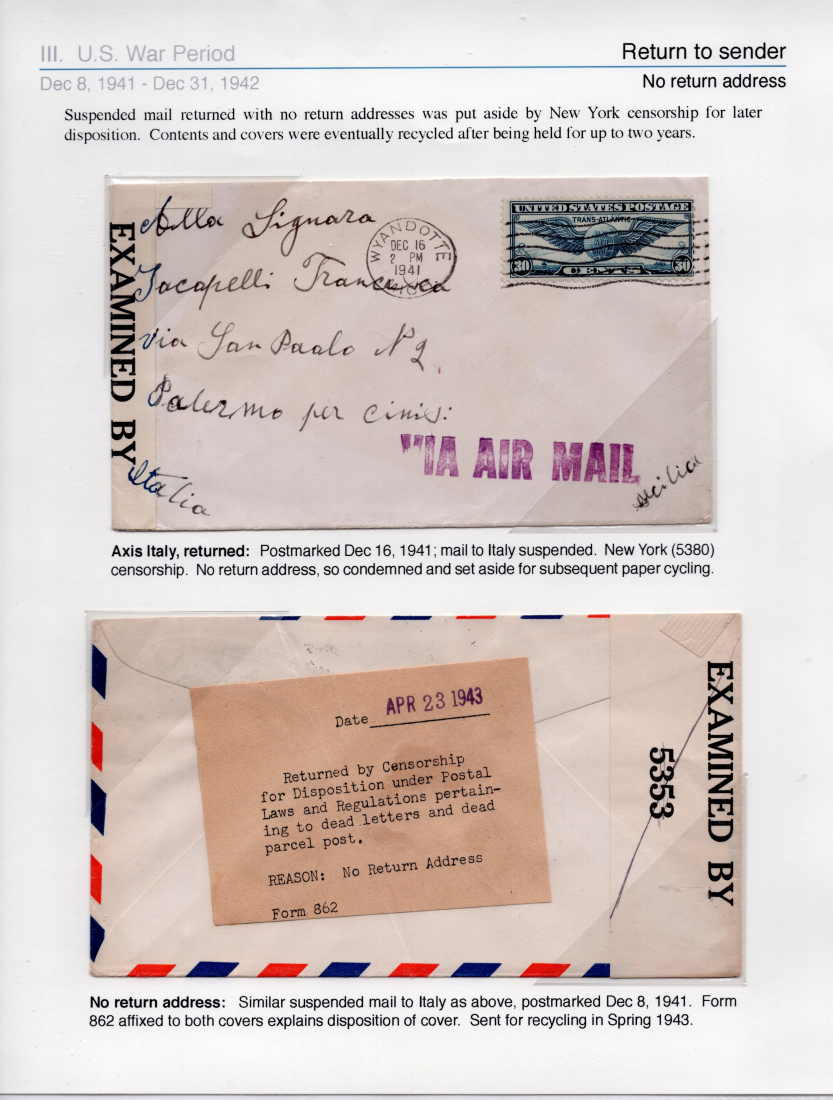 III. U.S. War Period
Return to sender
Dec 8, 1941 - Dec 31, 1942
No return address
Suspended mail returned with no return addresses was put aside by New York censorship for later
disposition. Contents and covers were eventually recycled after being held for up to two years.
EXAMINED BY
Alla Signara
Iacapelli Francesca
via San Paalo N 2
Palermo per Cinisi:
Italia
Sicilia
WYANDOTTE
DEC 16
2 PM
1941
MICH
UNITED STATES POSTAGE
TRANS-ATLANTIC
30 CENTS 30
VIA AIR MAIL
Axis Italy, returned: Postmarked Dec 16, 1941; mail to Italy suspended. New York (5380)
censorship. No return address, so condemned and set aside for subsequent paper cycling.
Date APR 23 1943
Returned by Censorship
for Disposition under Postal
Laws and Regulations pertain-
ing to dead letters and dead
parcel post.
REASON: No Return Address
Form 862
EXAMINED BY
5353
No return address: Similar suspended mail to Italy as above, postmarked Dec 8, 1941. Form
862 affixed to both covers explains disposition of cover. Sent for recycling in Spring 1943.